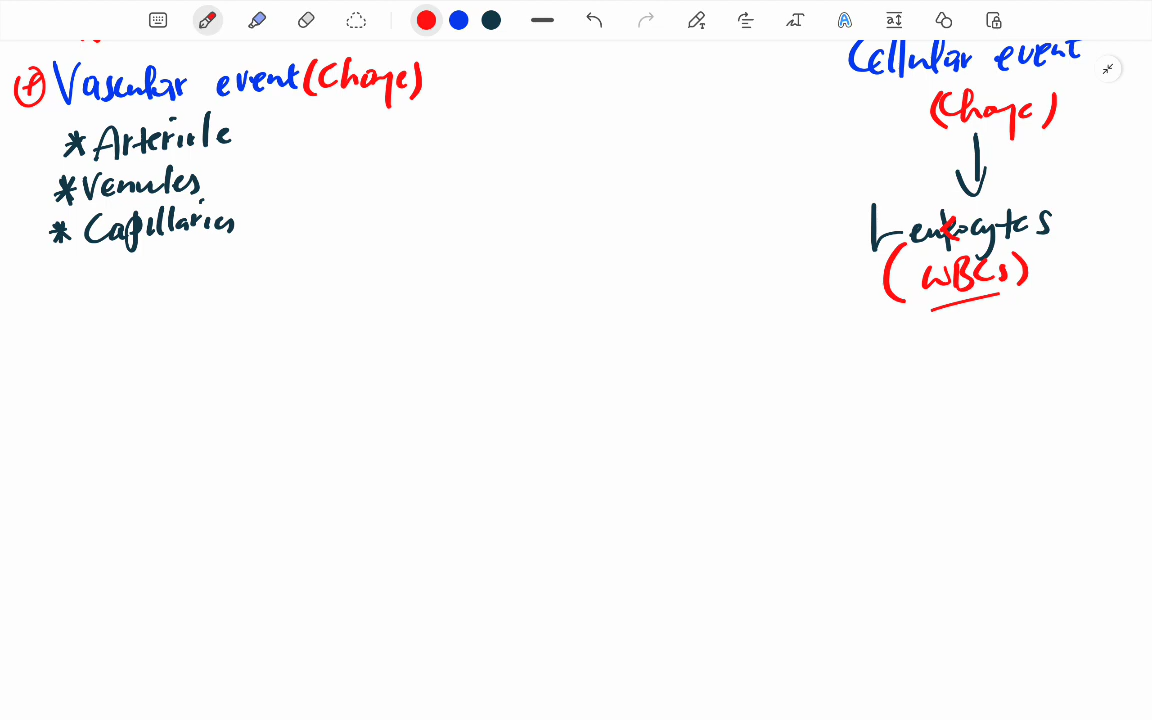 Vascular event (Change)
* Arteriole
* Venules
* Capillaries
Cellular event
(Change)
Leukocytes
(WBCs)